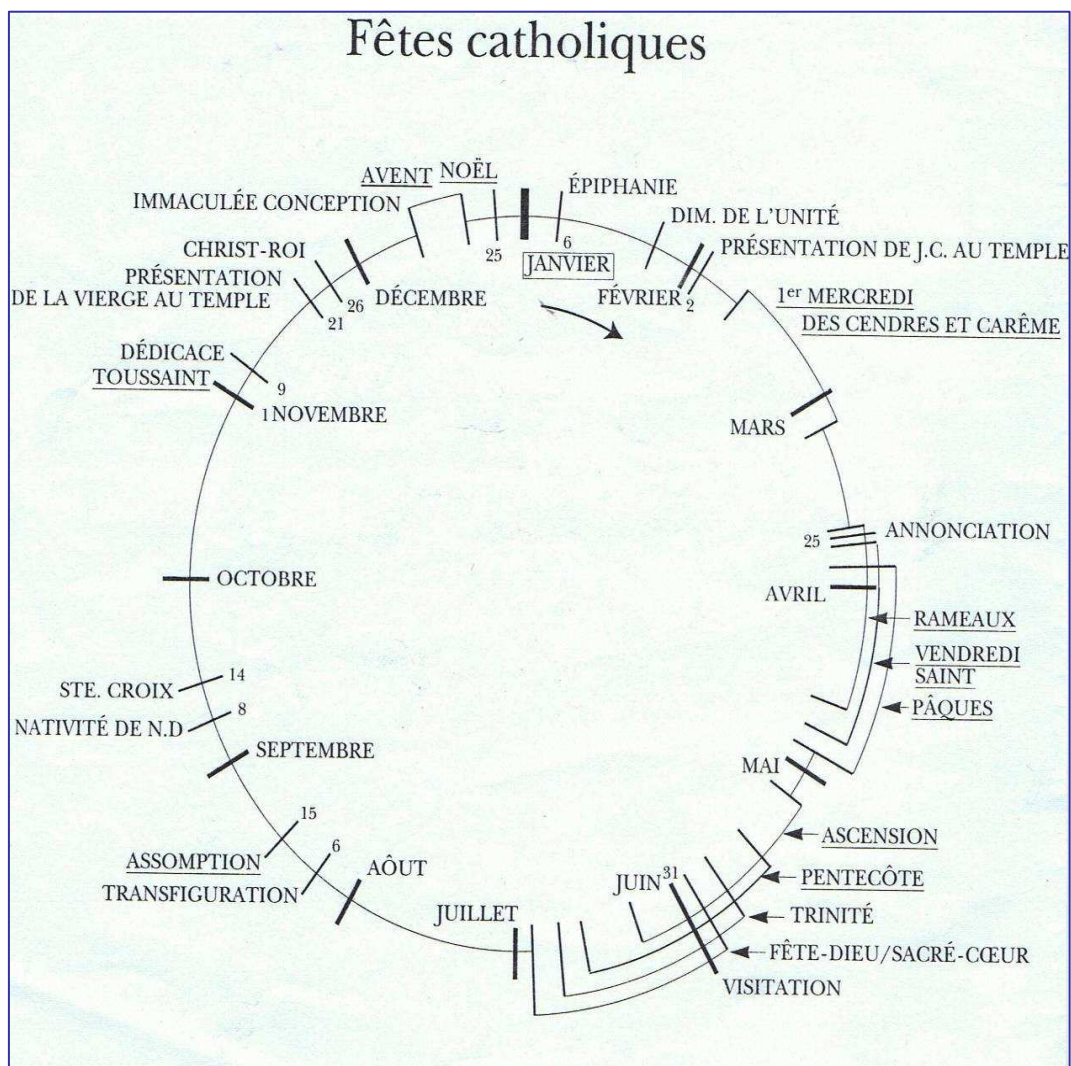 Fêtes catholiques
AVENT
NOËL
ÉPIPHANIE
IMMACULÉE CONCEPTION
DIM. DE L'UNITÉ
CHRIST-ROI
25
6
PRÉSENTATION DE J.C. AU TEMPLE
JANVIER
PRÉSENTATION
DE LA VIERGE AU TEMPLE
26
DÉCEMBRE
FÉVRIER
2
1er MERCREDI
DES CENDRES ET CARÊME
21
DÉDICACE
TOUSSAINT
9
1 NOVEMBRE
MARS
25
ANNONCIATION
OCTOBRE
AVRIL
RAMEAUX
VENDREDI
SAINT
14
STE. CROIX
8
NATIVITÉ DE N.D
PÂQUES
SEPTEMBRE
MAI
15
ASSOMPTION
ASCENSION
6
TRANSFIGURATION
AÔUT
JUIN
31
PENTECÔTE
JUILLET
TRINITÉ
FÊTE-DIEU/SACRÉ-CŒUR
VISITATION